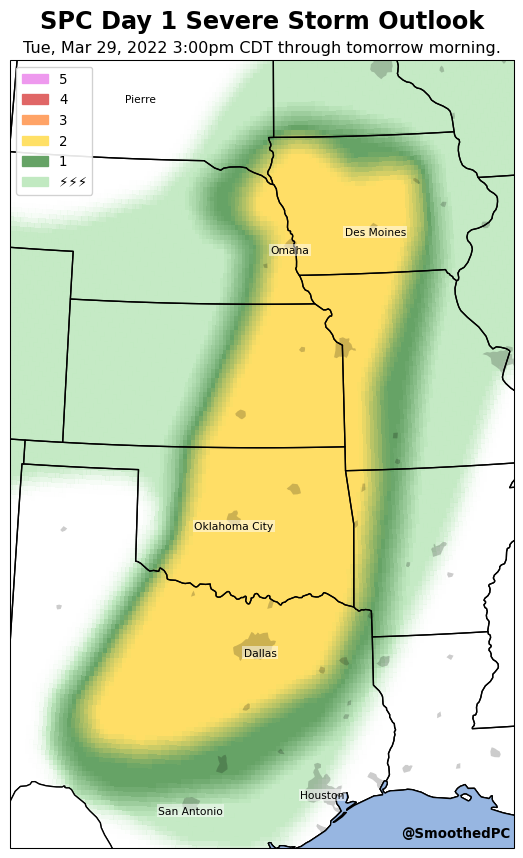 SPC Day 1 Severe Storm Outlook
Tue, Mar 29, 2022 3:00pm CDT through tomorrow morning.
5
4
3
2
1
⚡⚡⚡
Pierre
Des Moines
Omaha
Oklahoma City
Dallas
Houston
San Antonio
@SmoothedPC